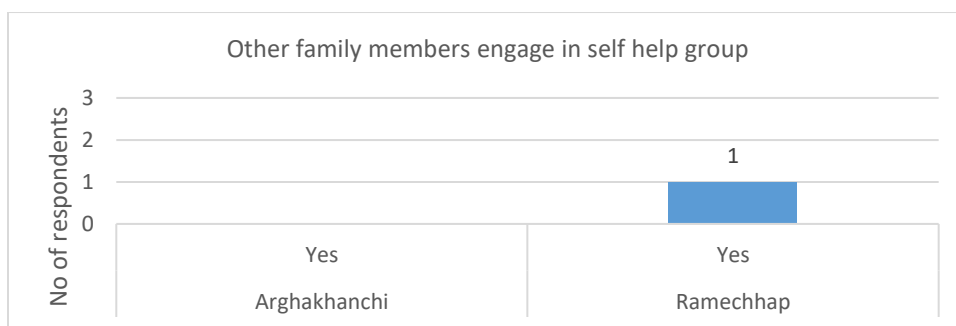 Other family members engage in self help group
No of respondents
3
2
1
0
1
Yes
Yes
Arghakhanchi
Ramechhap